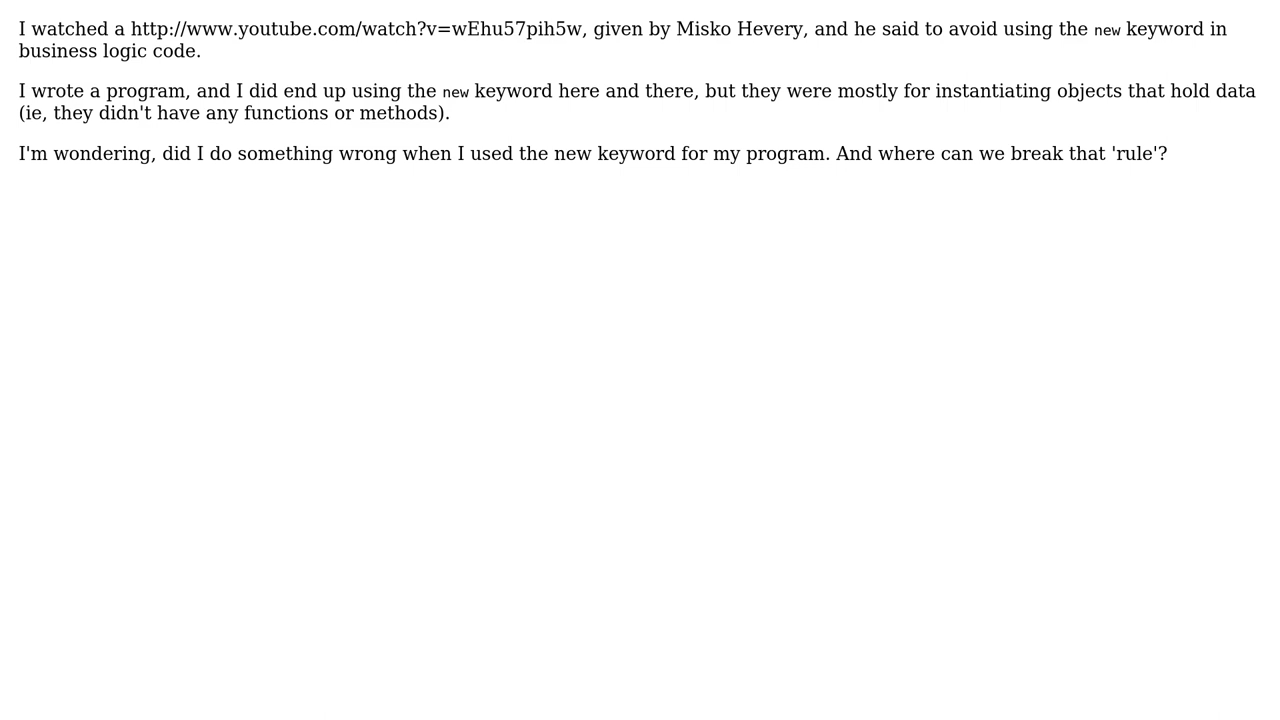 I watched a http://www.youtube.com/watch?v=wEhu57pih5w, given by Misko Hevery, and he said to avoid using the new keyword in
business logic code.
I wrote a program, and I did end up using the new keyword here and there, but they were mostly for instantiating objects that hold data
(ie, they didn't have any functions or methods).
I'm wondering, did I do something wrong when I used the new keyword for my program. And where can we break that 'rule'?